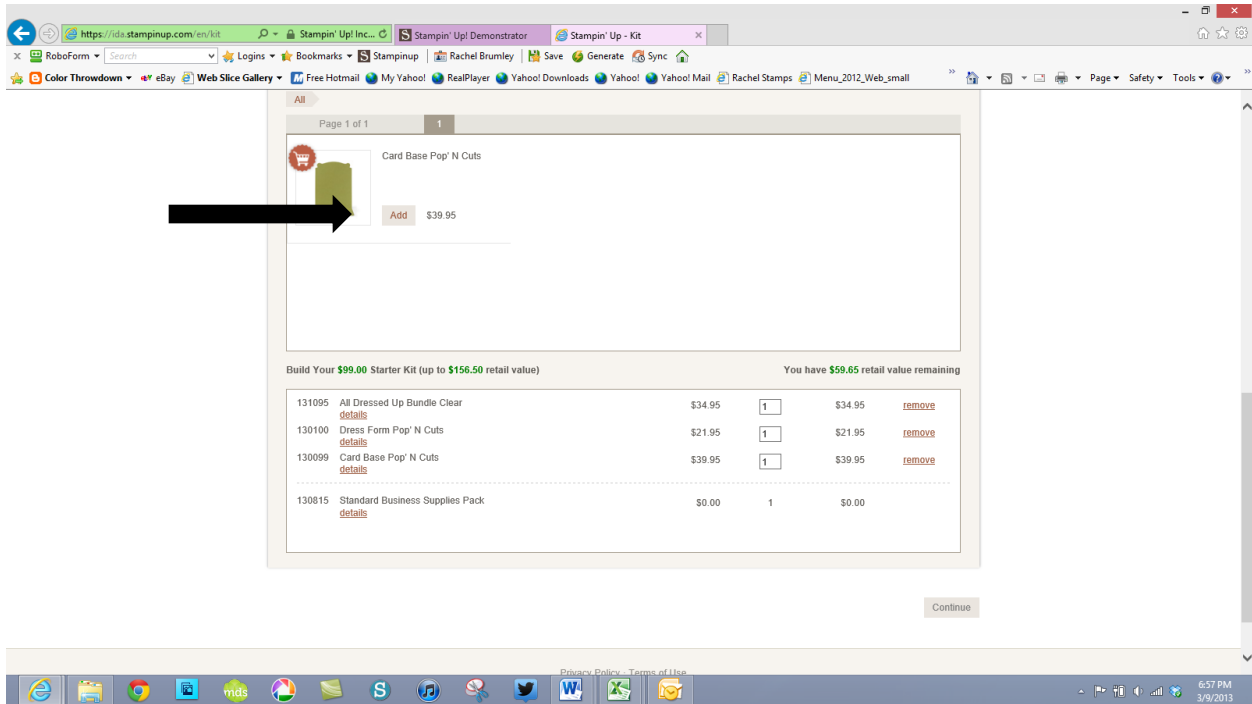 https://ida.stampinup.com/en/kit Stampin' Up! Inc... Stampin' Up! Demonstrator Stampin' Up - Kit
x RoboForm Search Logins Bookmarks Stampinup Rachel Brumley Save Generate Sync
Color Throwdown eBay Web Slice Gallery Free Hotmail My Yahoo! RealPlayer Yahoo! Downloads Yahoo! Yahoo! Mail Rachel Stamps Menu_2012_Web_small » Page Safety Tools »
All
Page 1 of 1 1
Card Base Pop' N Cuts
Add $39.95
Build Your $99.00 Starter Kit (up to $156.50 retail value) You have $59.65 retail value remaining
131095 All Dressed Up Bundle Clear $34.95 1 $34.95 remove
details
130100 Dress Form Pop' N Cuts $21.95 1 $21.95 remove
details
130099 Card Base Pop' N Cuts $39.95 1 $39.95 remove
details
130815 Standard Business Supplies Pack $0.00 1 $0.00
details
Continue
Privacy Policy - Terms of Use
mds S W X
6:57 PM
3/9/2013